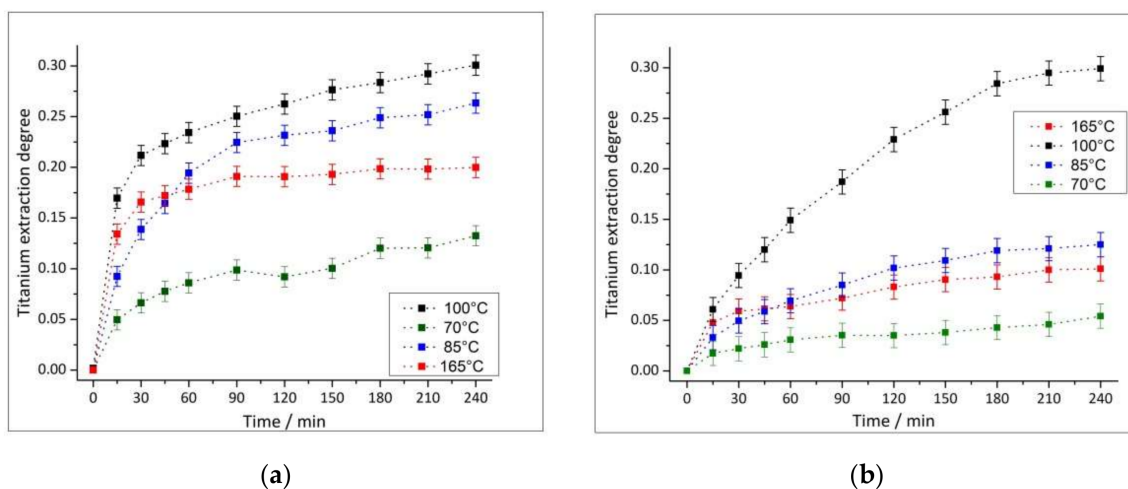 0.30
0.25
0.20
0.15
0.10
0.05
0.00
Titanium extraction degree
100°C
70°C
85°C
165°C
0 30 60 90 120 150 180 210 240
Time / min
(a)
0.30
0.25
0.20
0.15
0.10
0.05
0.00
Titanium extraction degree
165°C
100°C
85°C
70°C
0 30 60 90 120 150 180 210 240
Time / min
(b)